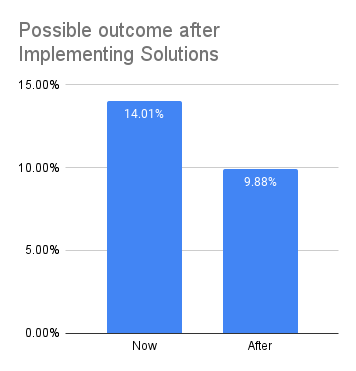 Possible outcome after
Implementing Solutions
15.00%
14.01%
10.00%
9.88%
5.00%
0.00%
Now
After